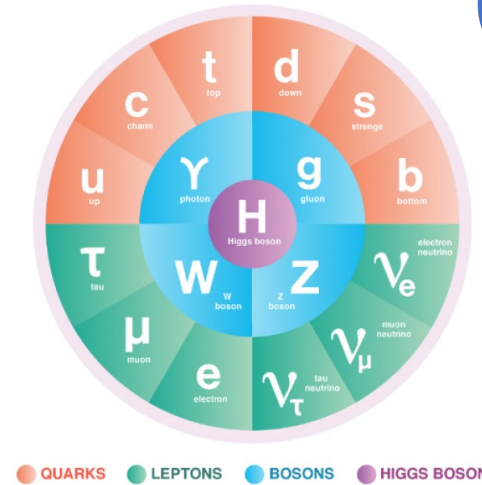 t
top
d
down
c
charm
s
strange
u
up
γ
photon
g
gluon
b
bottom
H
Higgs boson
τ
tau
W
W
boson
Z
Z
boson
νe
electron
neutrino
μ
muon
νμ
muon
neutrino
e
electron
ντ
tau
neutrino
QUARKS LEPTONS BOSONS HIGGS BOSON